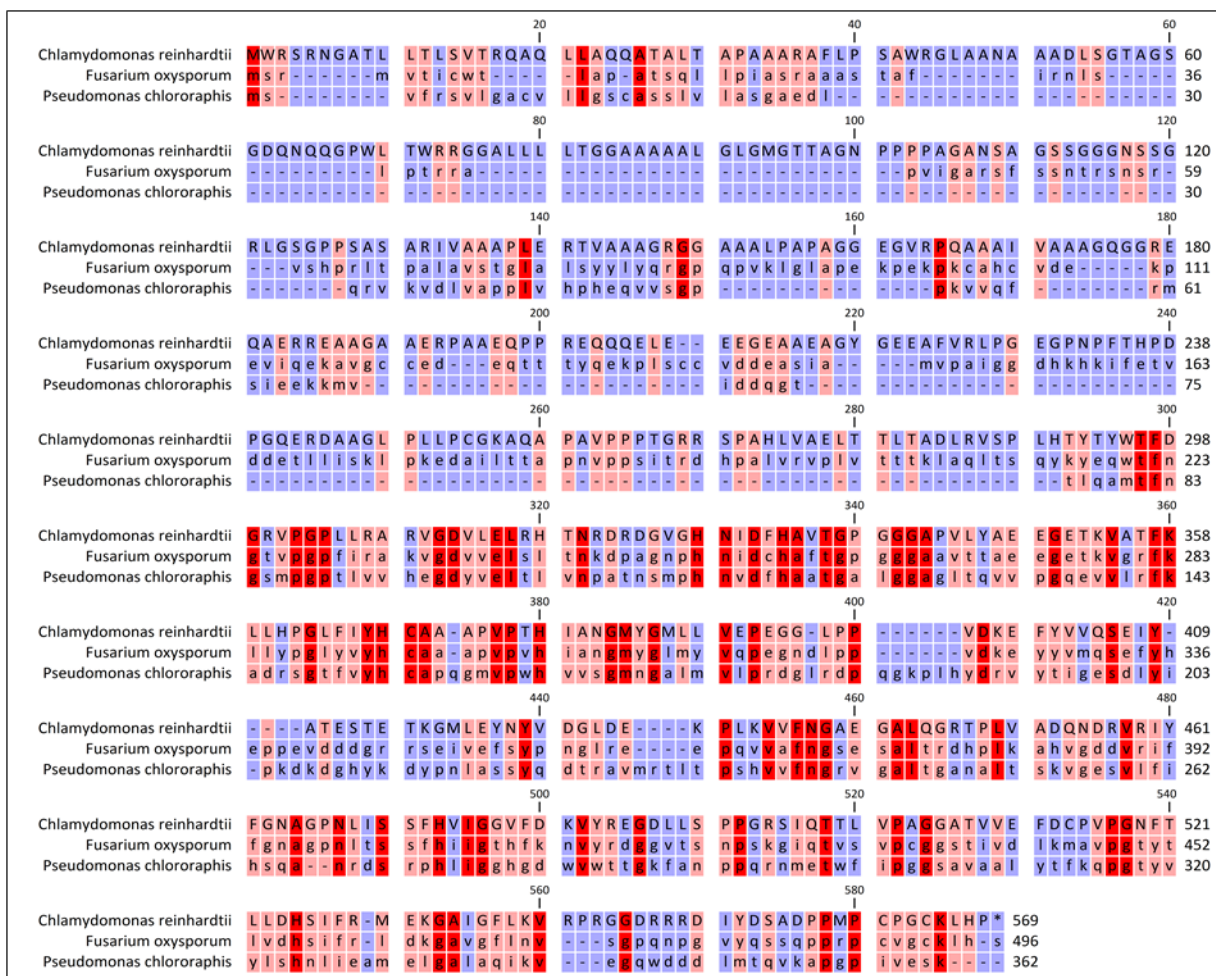 20 40 60
Chlamydomonas reinhardtii MWRSRNGATL LTLSVTRQAQ LLAQQATALT APAAARAFLP SAWRGLAANA AADLSGTAGS 60
Fusarium oxysporum msr------m vticwt---- -lap-atsql lpiasraaas taf------- irnls----- 36
Pseudomonas chlororaphis ms-------- vfrsvlgacv llgscasslv lasgaedl-- ---------- ---------- 30
80 100 120
Chlamydomonas reinhardtii GDQNQQGPWL TWRRGGALLL LTGGAAAAAL GLGMGTTAGN PPPPAGANSA GSSGGGNSSG 120
Fusarium oxysporum ---------l ptrra----- ---------- ---------- --pvigarsf ssntrsnsr- 59
Pseudomonas chlororaphis ---------- ---------- ---------- ---------- ---------- ---------- 30
140 160 180
Chlamydomonas reinhardtii RLGSGPPSAS ARIVAAAPLE RTVAAAGRGG AAALPAPAGG EGVRPQAAAI VAAAGQGGRE 180
Fusarium oxysporum ---vshprlt palavstgla lsyylyqrgp qpvklglape kpekpkcahc vde-----kp 111
Pseudomonas chlororaphis -------qrv kvdlvapplv hpheqvvsgp ---------- ----pkvvqf --------rm 61
200 220 240
Chlamydomonas reinhardtii QAERREAAGA AERPAAEQPP REQQQELE-- EEGEAAEAGY GEEAFVRLPG EGPNPFTHPD 238
Fusarium oxysporum eviqekavgc ced---eqtt tyqekplscc vddeasia-- --mvpaigg dhkhkifetv 163
Pseudomonas chlororaphis sieekkmv-- ---------- ---------- iddqgt---- ---------- ---------- 75
260 280 300
Chlamydomonas reinhardtii PGQERDAAGL PLLPCGKAQA PAVPPPTGRR SPAHLVAELT TLTADLRVSP LHTYTYWTFD 298
Fusarium oxysporum ddetlliskl pkedailtta pnvppsitrd hpalvrvplv tttklaqlts qykyeqwtfn 223
Pseudomonas chlororaphis ---------- ---------- ---------- ---------- ---------- --tlqamtfn 83
320 340 360
Chlamydomonas reinhardtii GRVPGPLLRA RVGDVLELRH TNRDRDGVGH NIDFHAVTGP GGGAPVLYAE EGETKVATFK 358
Fusarium oxysporum gtvpgpfira kvgdvvelsl tnkdpagnph nidchaftgp gggaavttae egetkvgrfk 283
Pseudomonas chlororaphis gsmpgptlvv hegdyveltl vnpatnsmph nvdfhaatga lggagltqvv pgqevvlrfk 143
380 400 420
Chlamydomonas reinhardtii LLHPGLFIYH CAA-APVPTH IANGMYGMLL VEPEGG-LPP ------VDKE FYVVQSEIY- 409
Fusarium oxysporum llypglyvyh caa-apvpvh iangmyglmy vqpegndlpp ------vdke yyvmqsefyh 336
Pseudomonas chlororaphis adrsgtfvyh capqgmvpwh vvsgmngalm vlprdglrdp qgkplhydrv ytigesdlyi 203
440 460 480
Chlamydomonas reinhardtii ----ATESTE TKGMLEYNYV DGLDE----K PLKVVFNGAE GALQGRTPLV ADQNDRVRIY 461
Fusarium oxysporum eppevdddgr rseivefsyp nglre----e pqvvafngse saltrdhplk ahvgddvrif 392
Pseudomonas chlororaphis -pkdkdghyk dypnlassyq dtravmrtlt pshvvfngrv galtganalt skvgesvlfi 262
500 520 540
Chlamydomonas reinhardtii FGNAGPNLIS SFHVIGGVFD KVYREGDLLS PPGRSIQTTL VPAGGATVVE FDCPVPGNFT 521
Fusarium oxysporum fgnagpnlts sfhiigthfk nvyrdggvts npskgiqtvs vpcggstivd lkmavpgtyt 452
Pseudomonas chlororaphis hsqa--nrds rphliggghgd wvwttgkfan ppqrnmetwf ipggsavaal ytfkqpgtyv 320
560 580
Chlamydomonas reinhardtii LLDHSIFR-M EKGAIGFLKV RPRGGDRRRD IYDSADPPMP CPGCKLHP* 569
Fusarium oxysporum lvdhsifr-l dkgavgflnv ---sgpqnpg vyqssqpprp cvgcklh-s 496
Pseudomonas chlororaphis ylshnlieam elgalaqikv ---egqwddd lmtqvkapgp ivesk---- 362